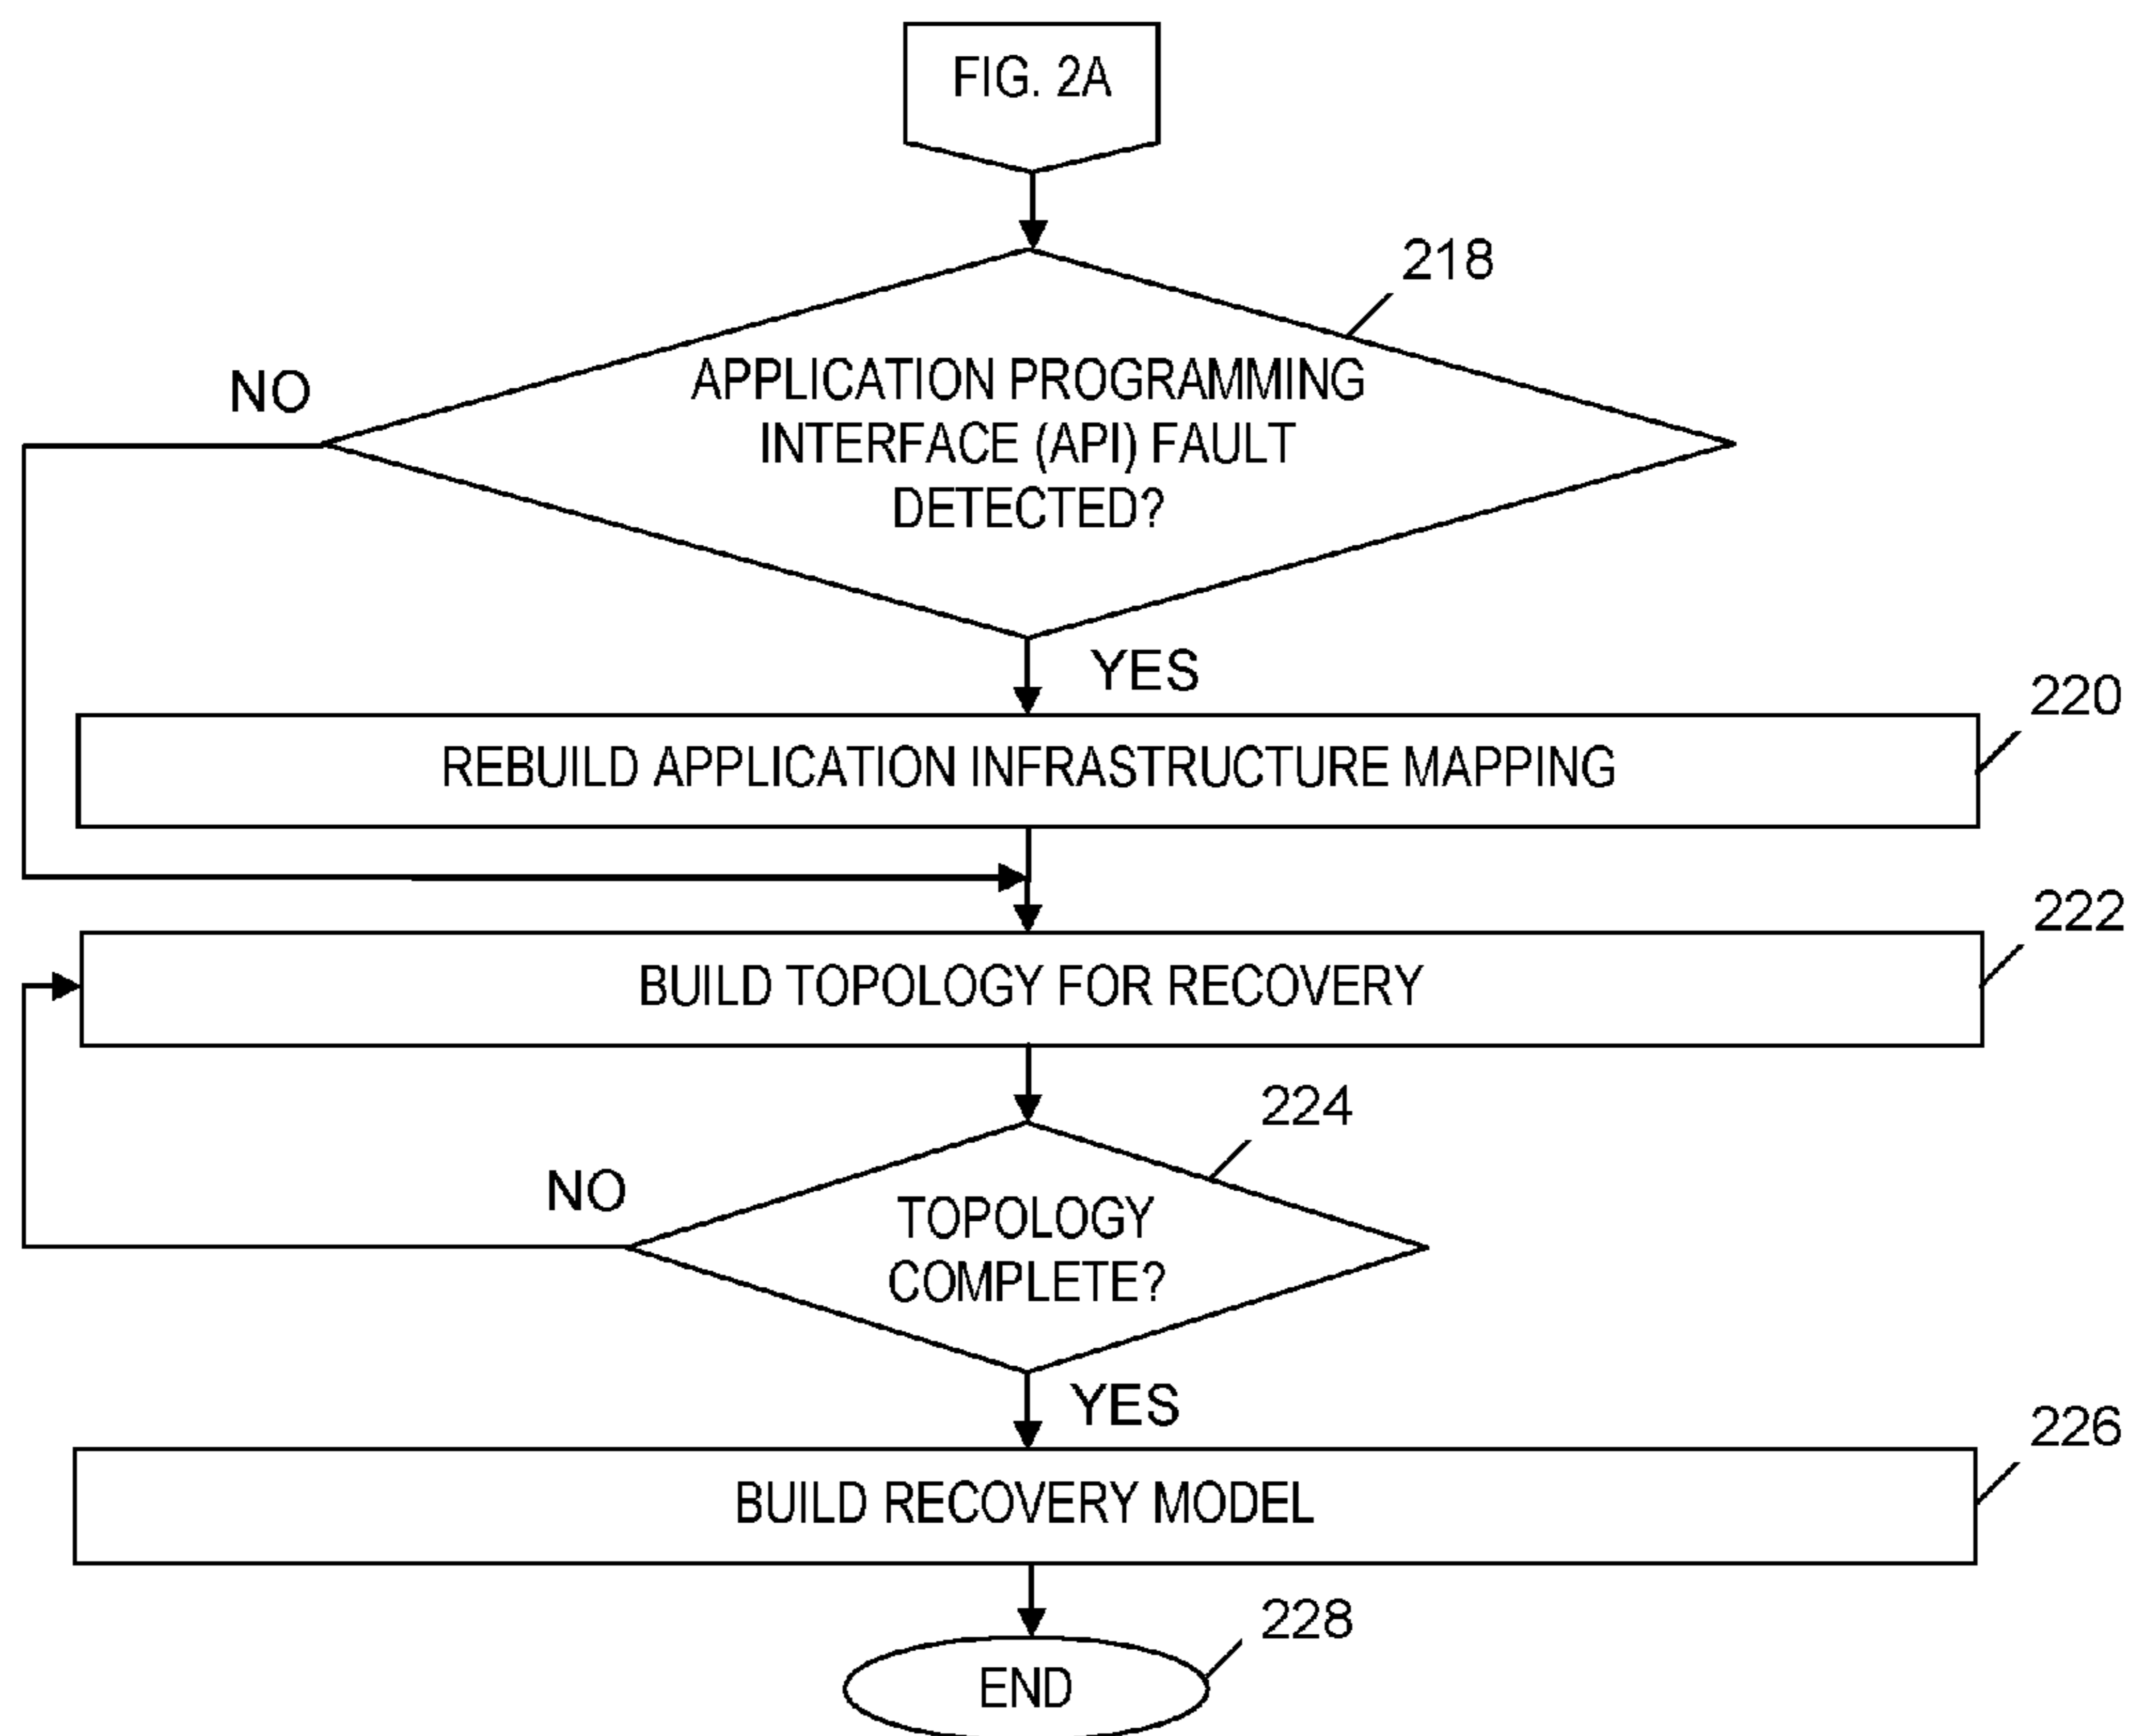 FIG. 2A
218
NO
APPLICATION PROGRAMMING
INTERFACE (API) FAULT
DETECTED?
YES
220
REBUILD APPLICATION INFRASTRUCTURE MAPPING
222
BUILD TOPOLOGY FOR RECOVERY
224
NO
TOPOLOGY
COMPLETE?
YES
226
BUILD RECOVERY MODEL
228
END